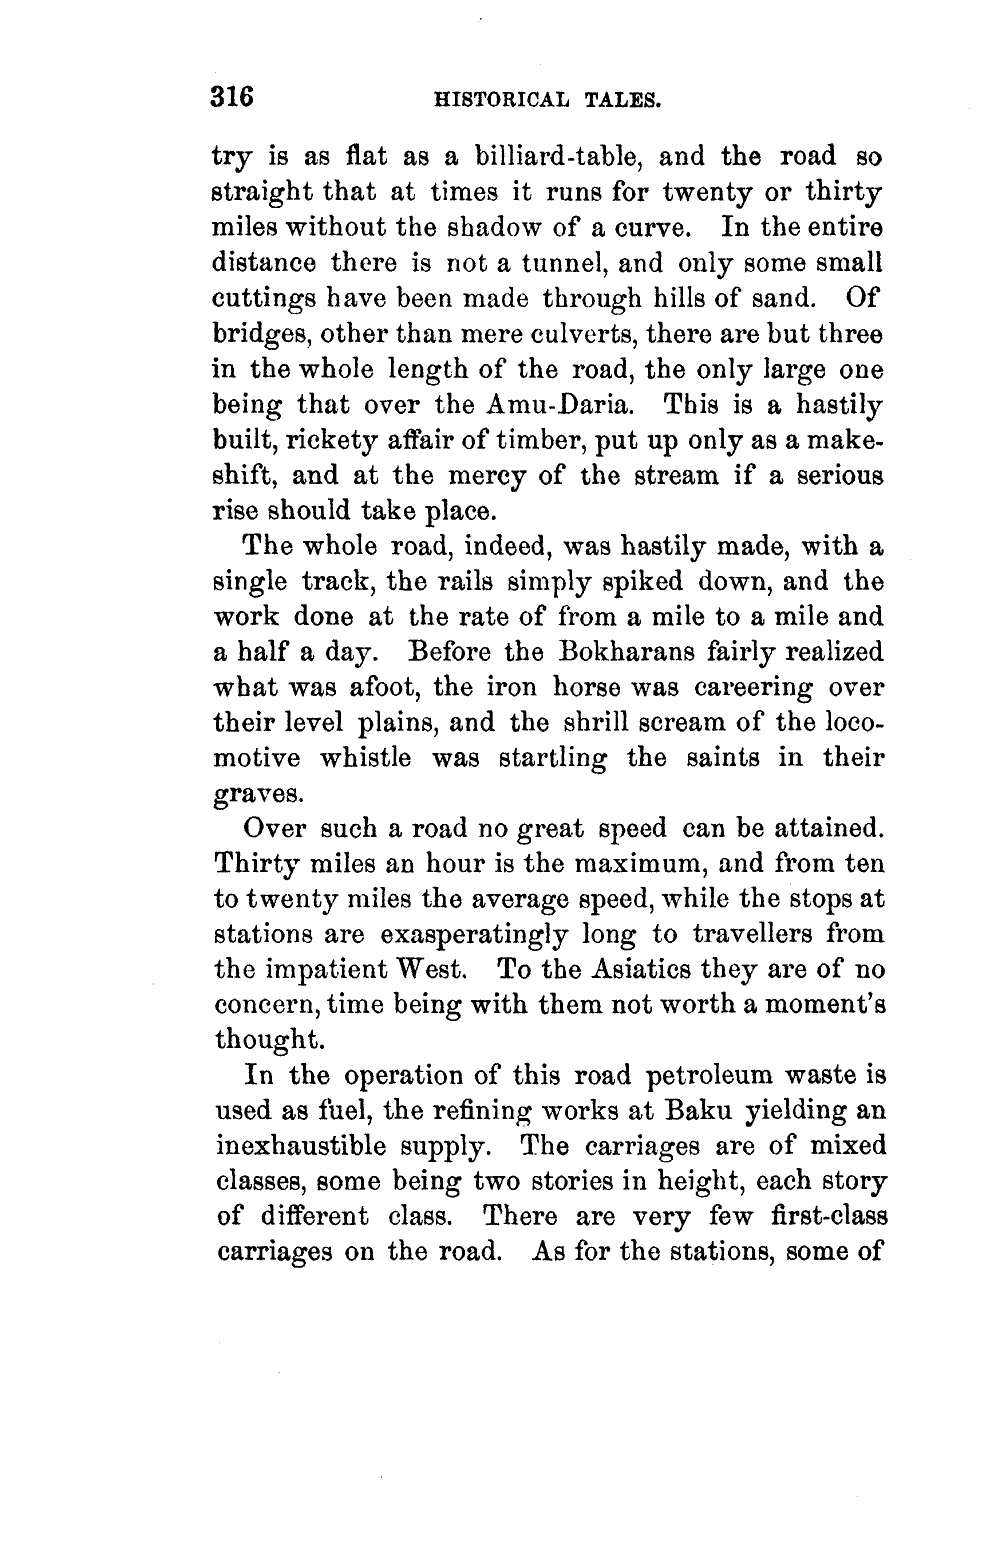 316 HISTORICAL TALES.
try is as flat as a billiard-table, and the road so
straight that at times it runs for twenty or thirty
miles without the shadow of a curve. In the entire
distance there is not a tunnel, and only some small
cuttings have been made through hills of sand. Of
bridges, other than mere culverts, there are but three
in the whole length of the road, the only large one
being that over the Amu-Daria. This is a hastily
built, rickety affair of timber, put up only as a make-
shift, and at the mercy of the stream if a serious
rise should take place.
The whole road, indeed, was hastily made, with a
single track, the rails simply spiked down, and the
work done at the rate of from a mile to a mile and
a half a day. Before the Bokharans fairly realized
what was afoot, the iron horse was careering over
their level plains, and the shrill scream of the loco-
motive whistle was startling the saints in their
graves.
Over such a road no great speed can be attained.
Thirty miles an hour is the maximum, and from ten
to twenty miles the average speed, while the stops at
stations are exasperatingly long to travellers from
the impatient West. To the Asiatics they are of no
concern, time being with them not worth a moment's
thought.
In the operation of this road petroleum waste is
used as fuel, the refining works at Baku yielding an
inexhaustible supply. The carriages are of mixed
classes, some being two stories in height, each story
of different class. There are very few first-class
carriages on the road. As for the stations, some of